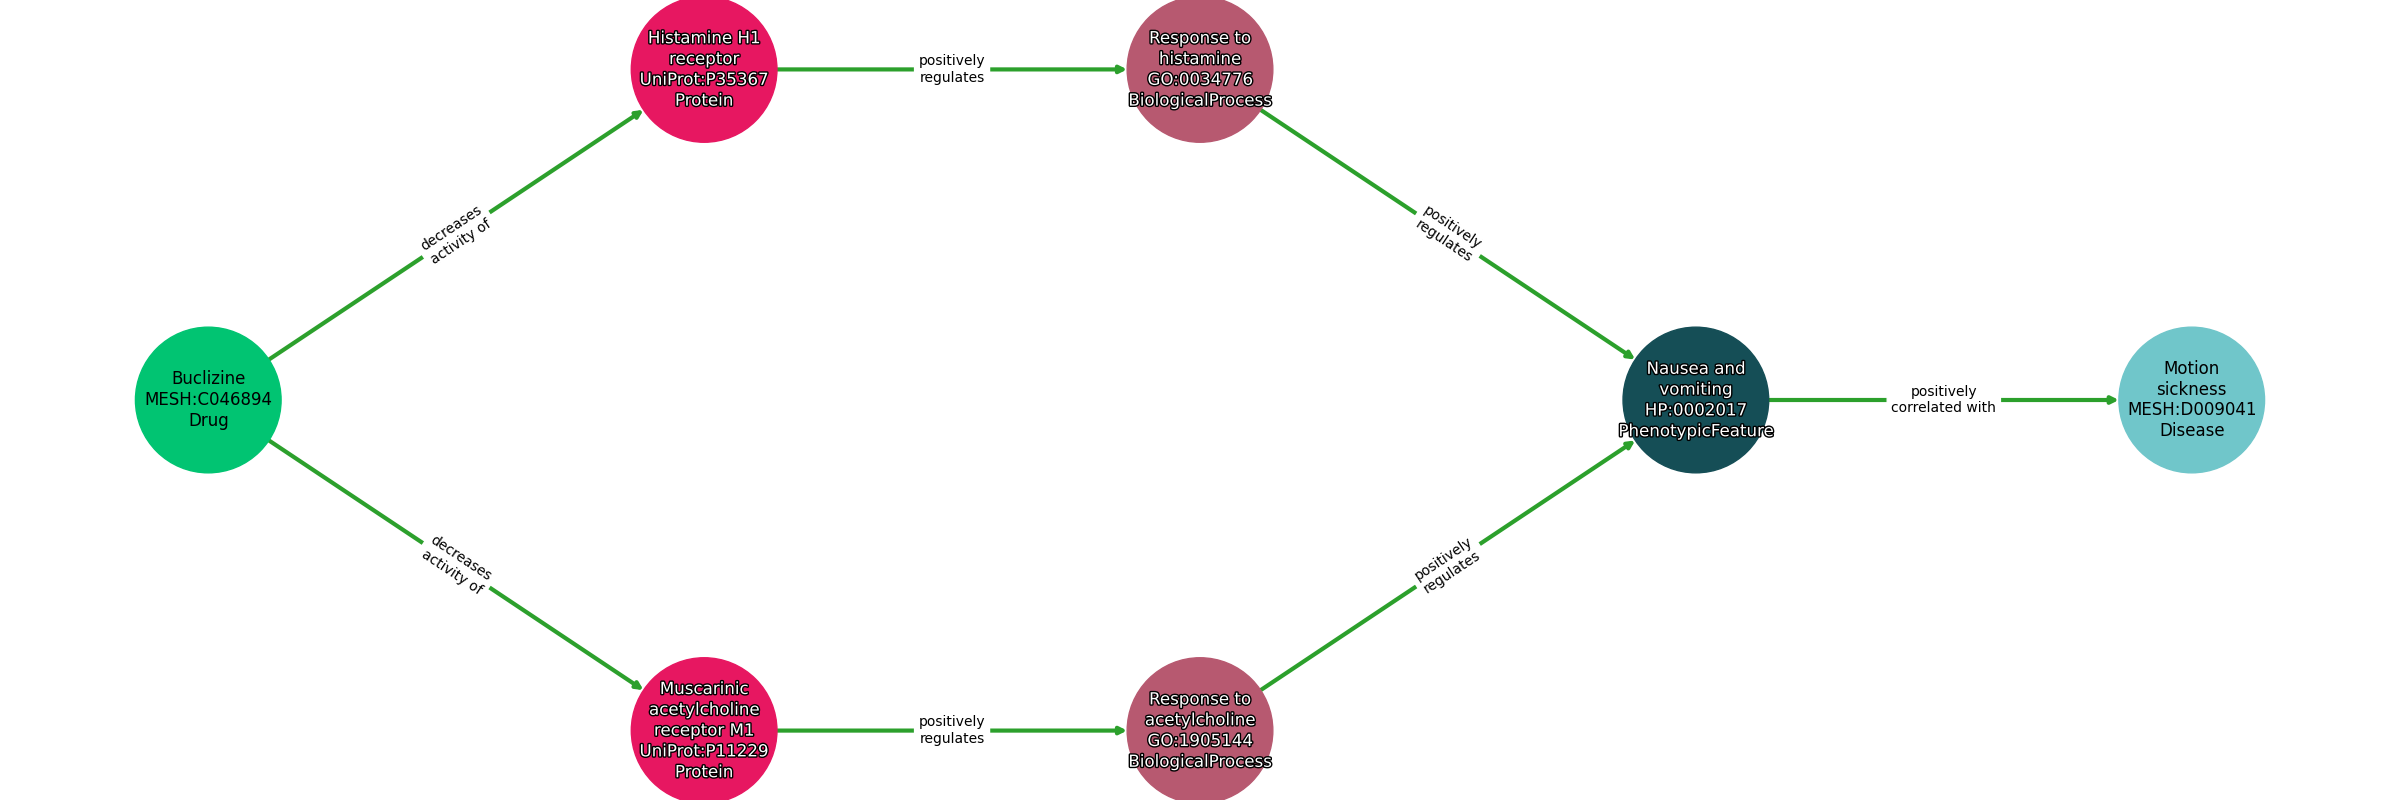 Histamine H1
receptor
UniProt:P35367
Protein
positively
regulates
Response to
histamine
GO:0034776
BiologicalProcess
decreases
activity of
positively
regulates
Buclizine
MESH:C046894
Drug
Nausea and
vomiting
HP:0002017
PhenotypicFeature
positively
correlated with
Motion
sickness
MESH:D009041
Disease
decreases
activity of
positively
regulates
Muscarinic
acetylcholine
receptor M1
UniProt:P11229
Protein
positively
regulates
Response to
acetylcholine
GO:1905144
BiologicalProcess